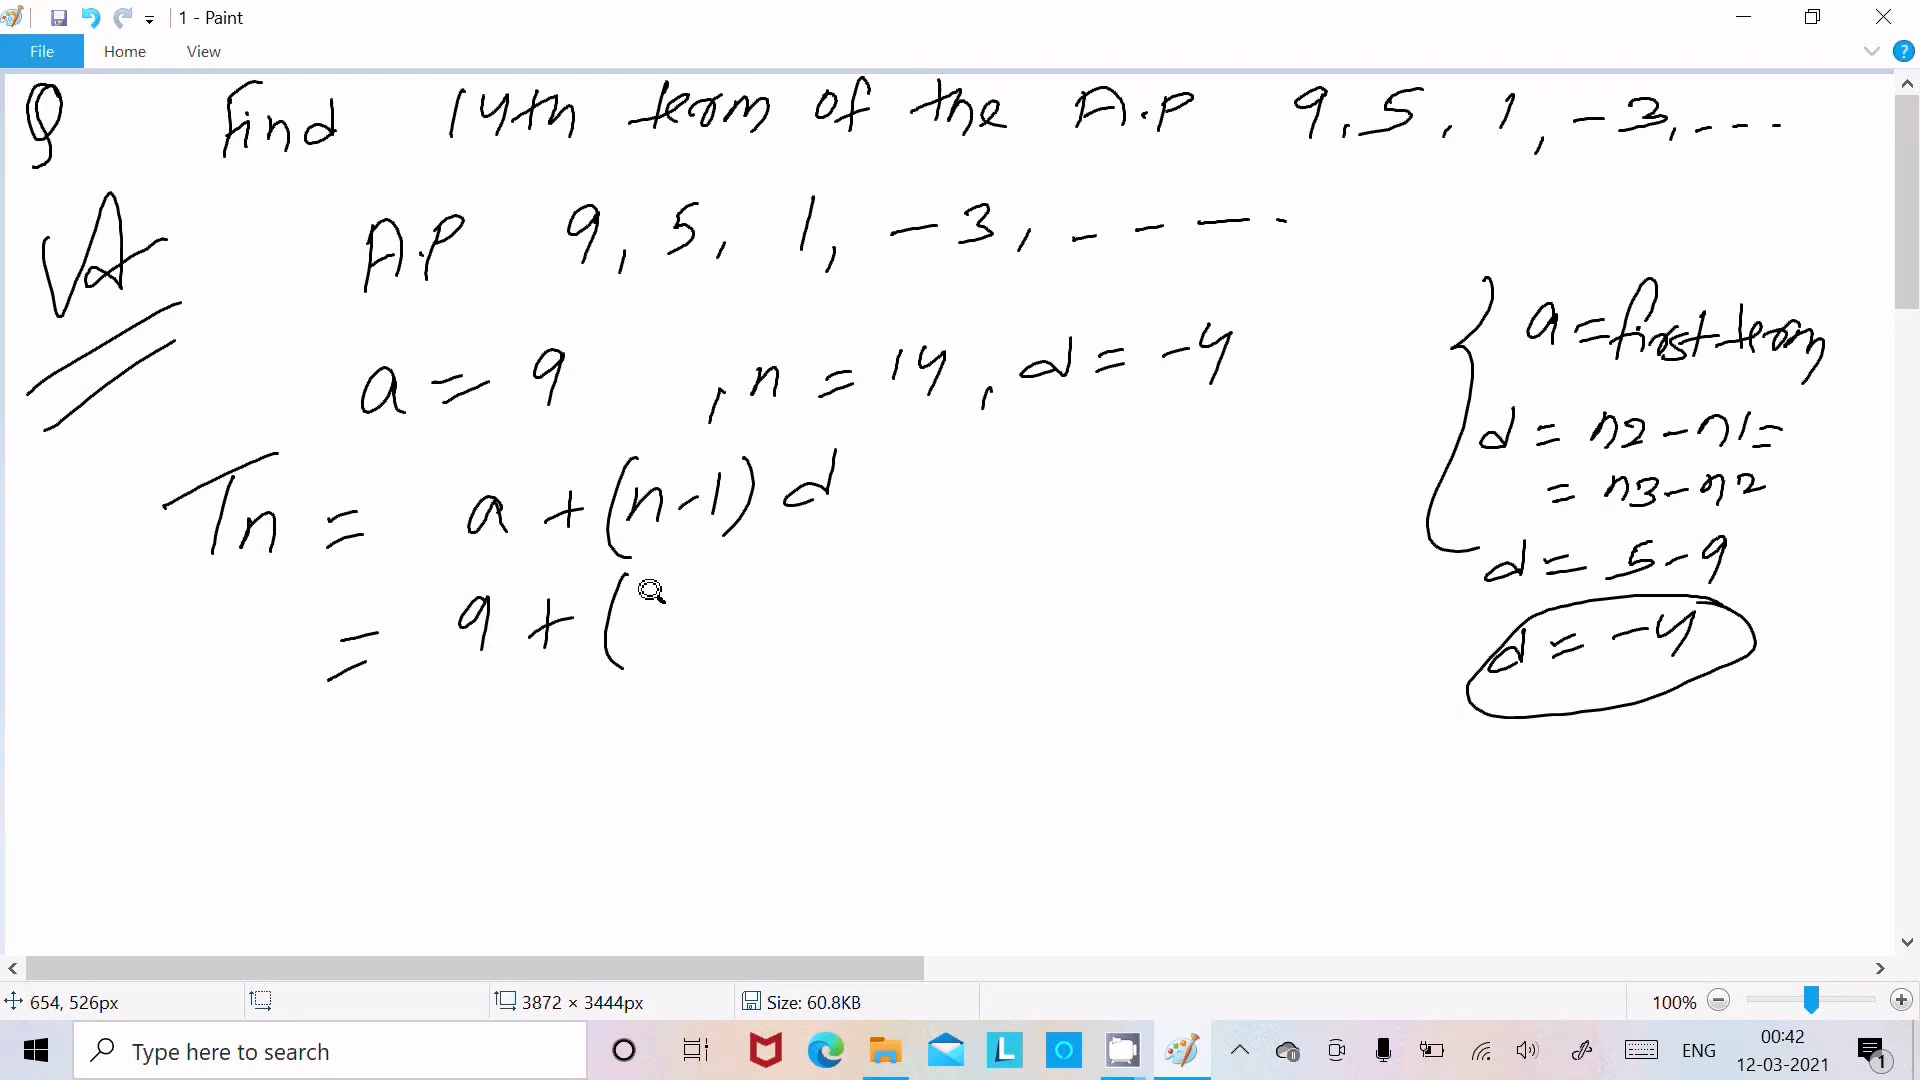 1 - Paint
File Home View
Q Find 14th term of the A.P 9, 5, 1, -3, ...
A A.P 9, 5, 1, -3, ----.
a = 9 , n = 14, d = -4
Tn = a + (n-1) d
= 9 + (
a = first term
d = n2 - n1 =
= n3 - n2
d = 5 - 9
d = -4
654, 526px 3872 × 3444px Size: 60.8KB 100%
Type here to search
L
ENG
00:42
12-03-2021
1